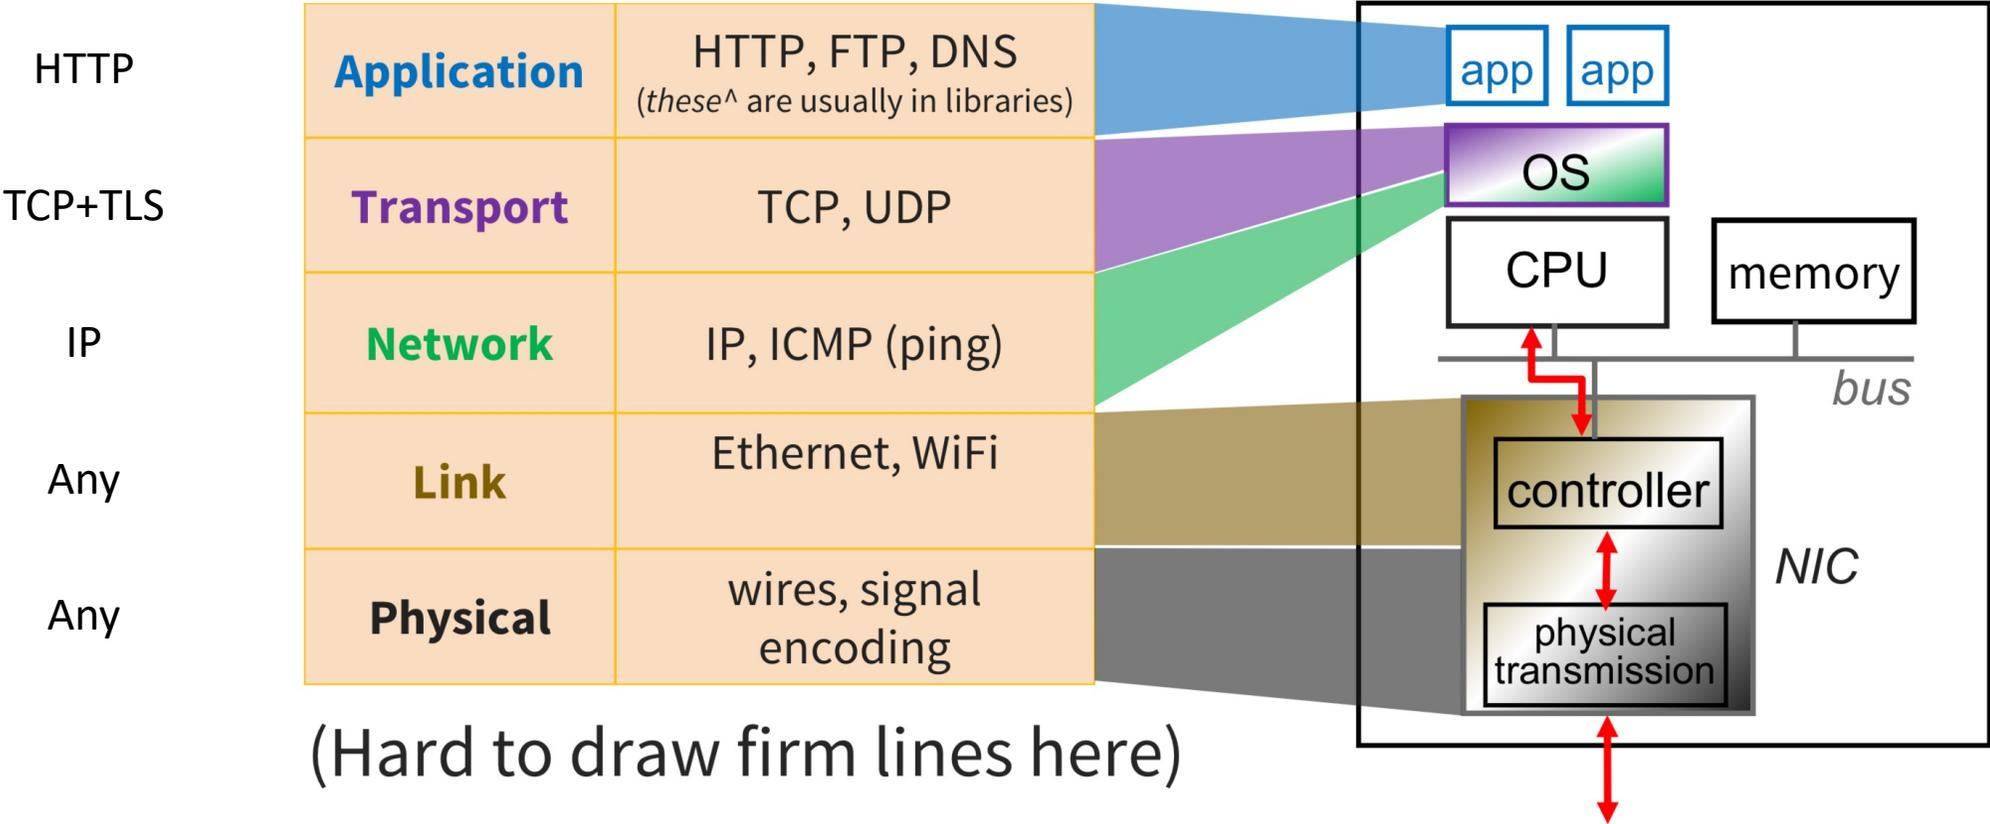 HTTP
Application
HTTP, FTP, DNS
(these^ are usually in libraries)
app
app
TCP+TLS
Transport
TCP, UDP
OS
IP
Network
IP, ICMP (ping)
CPU
memory
bus
Any
Link
Ethernet, WiFi
controller
NIC
Any
Physical
wires, signal
encoding
physical
transmission
(Hard to draw firm lines here)